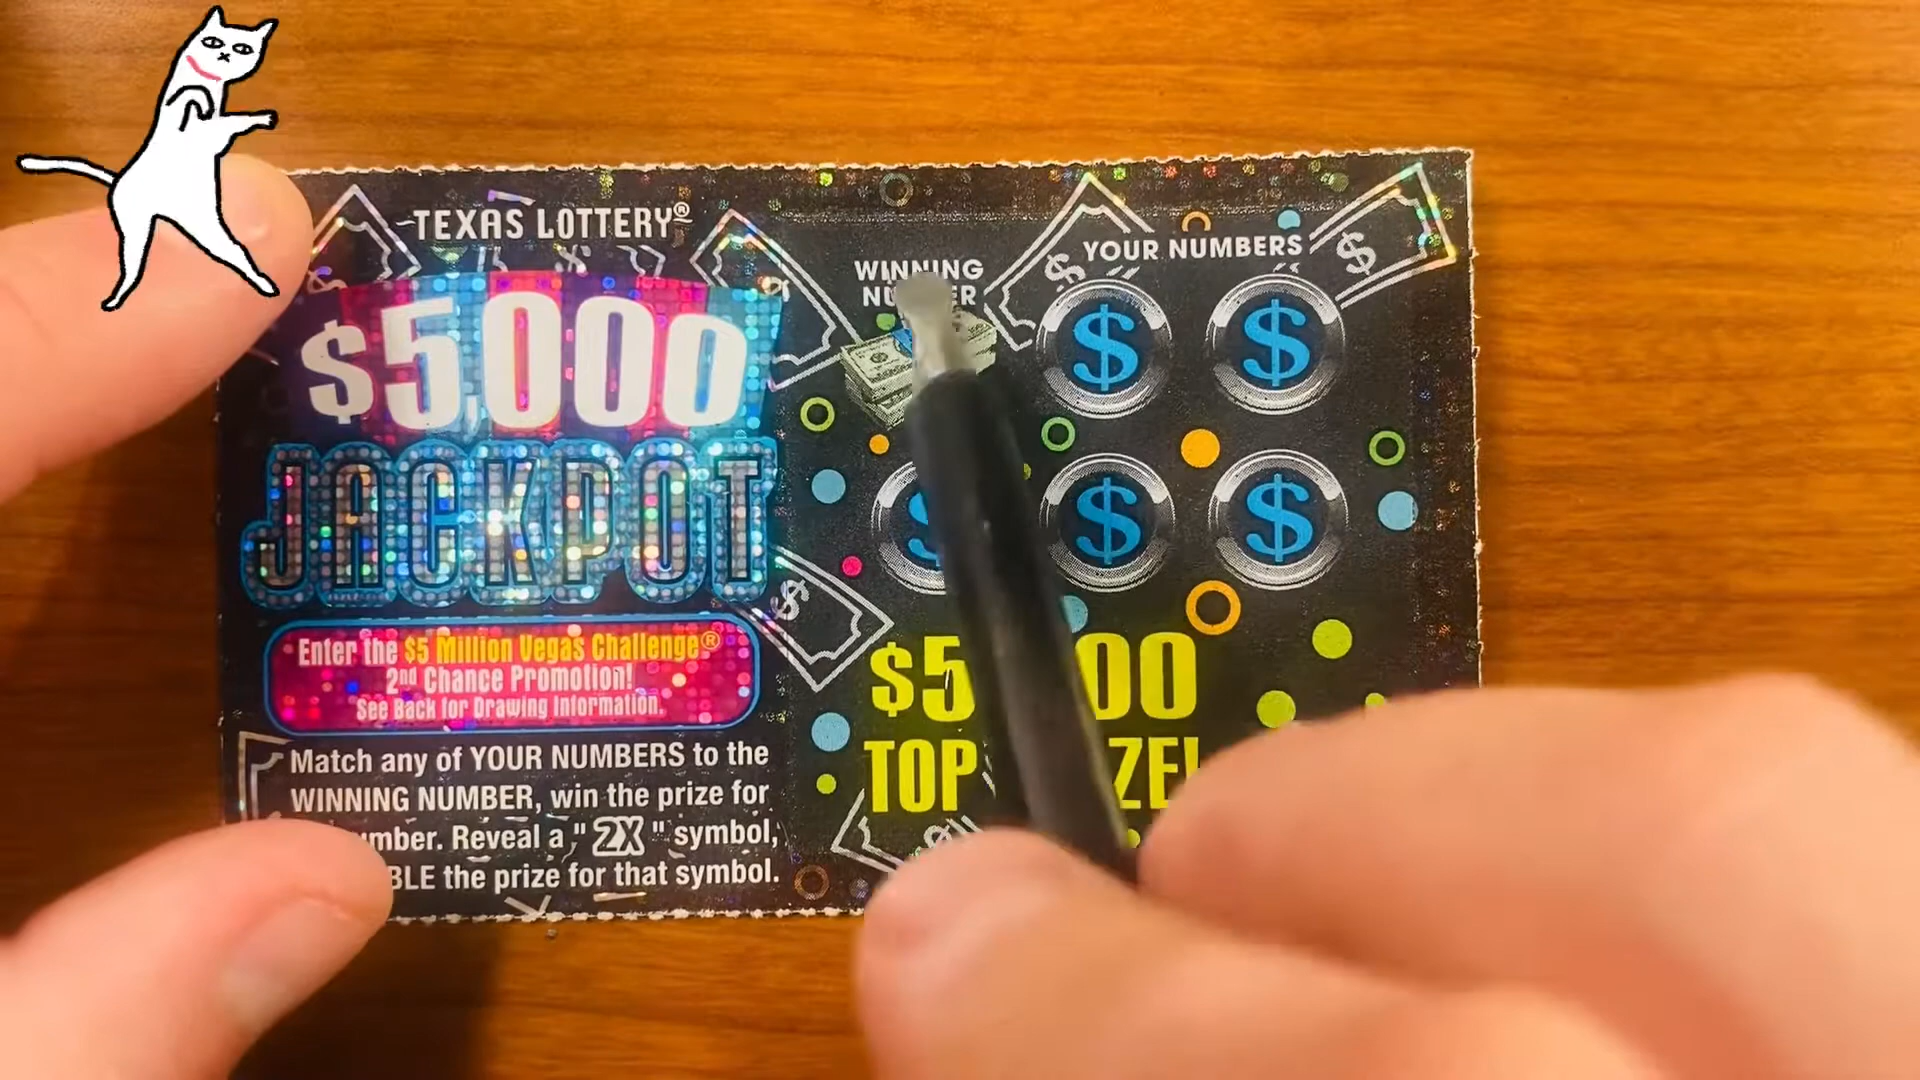 TEXAS LOTTERY®
$5,000
JACKPOT
Enter the $5 Million Vegas Challenge®
2nd Chance Promotion!
See Back for Drawing Information.
Match any of YOUR NUMBERS to the
WINNING NUMBER, win the prize for
. Reveal a "2X" symbol,
the prize for that symbol.
WINNING
YOUR NUMBERS
$ $
$ $ $
TOP